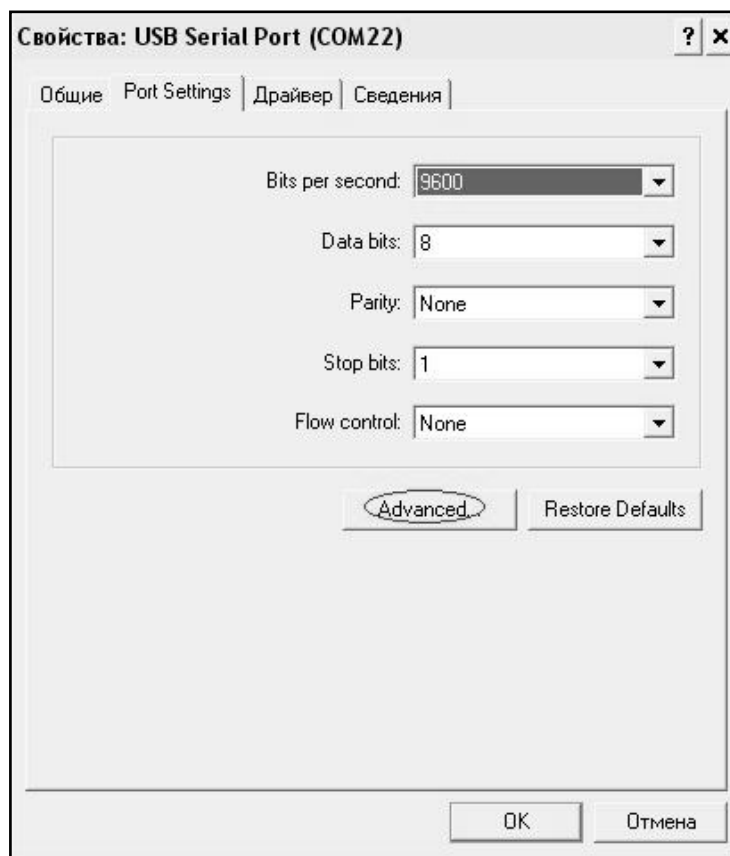 Свойства: USB Serial Port (COM22)
? ×
Общие Port Settings Драйвер Сведения
Bits per second: 9600
Data bits: 8
Parity: None
Stop bits: 1
Flow control: None
Advanced... Restore Defaults
OK Отмена